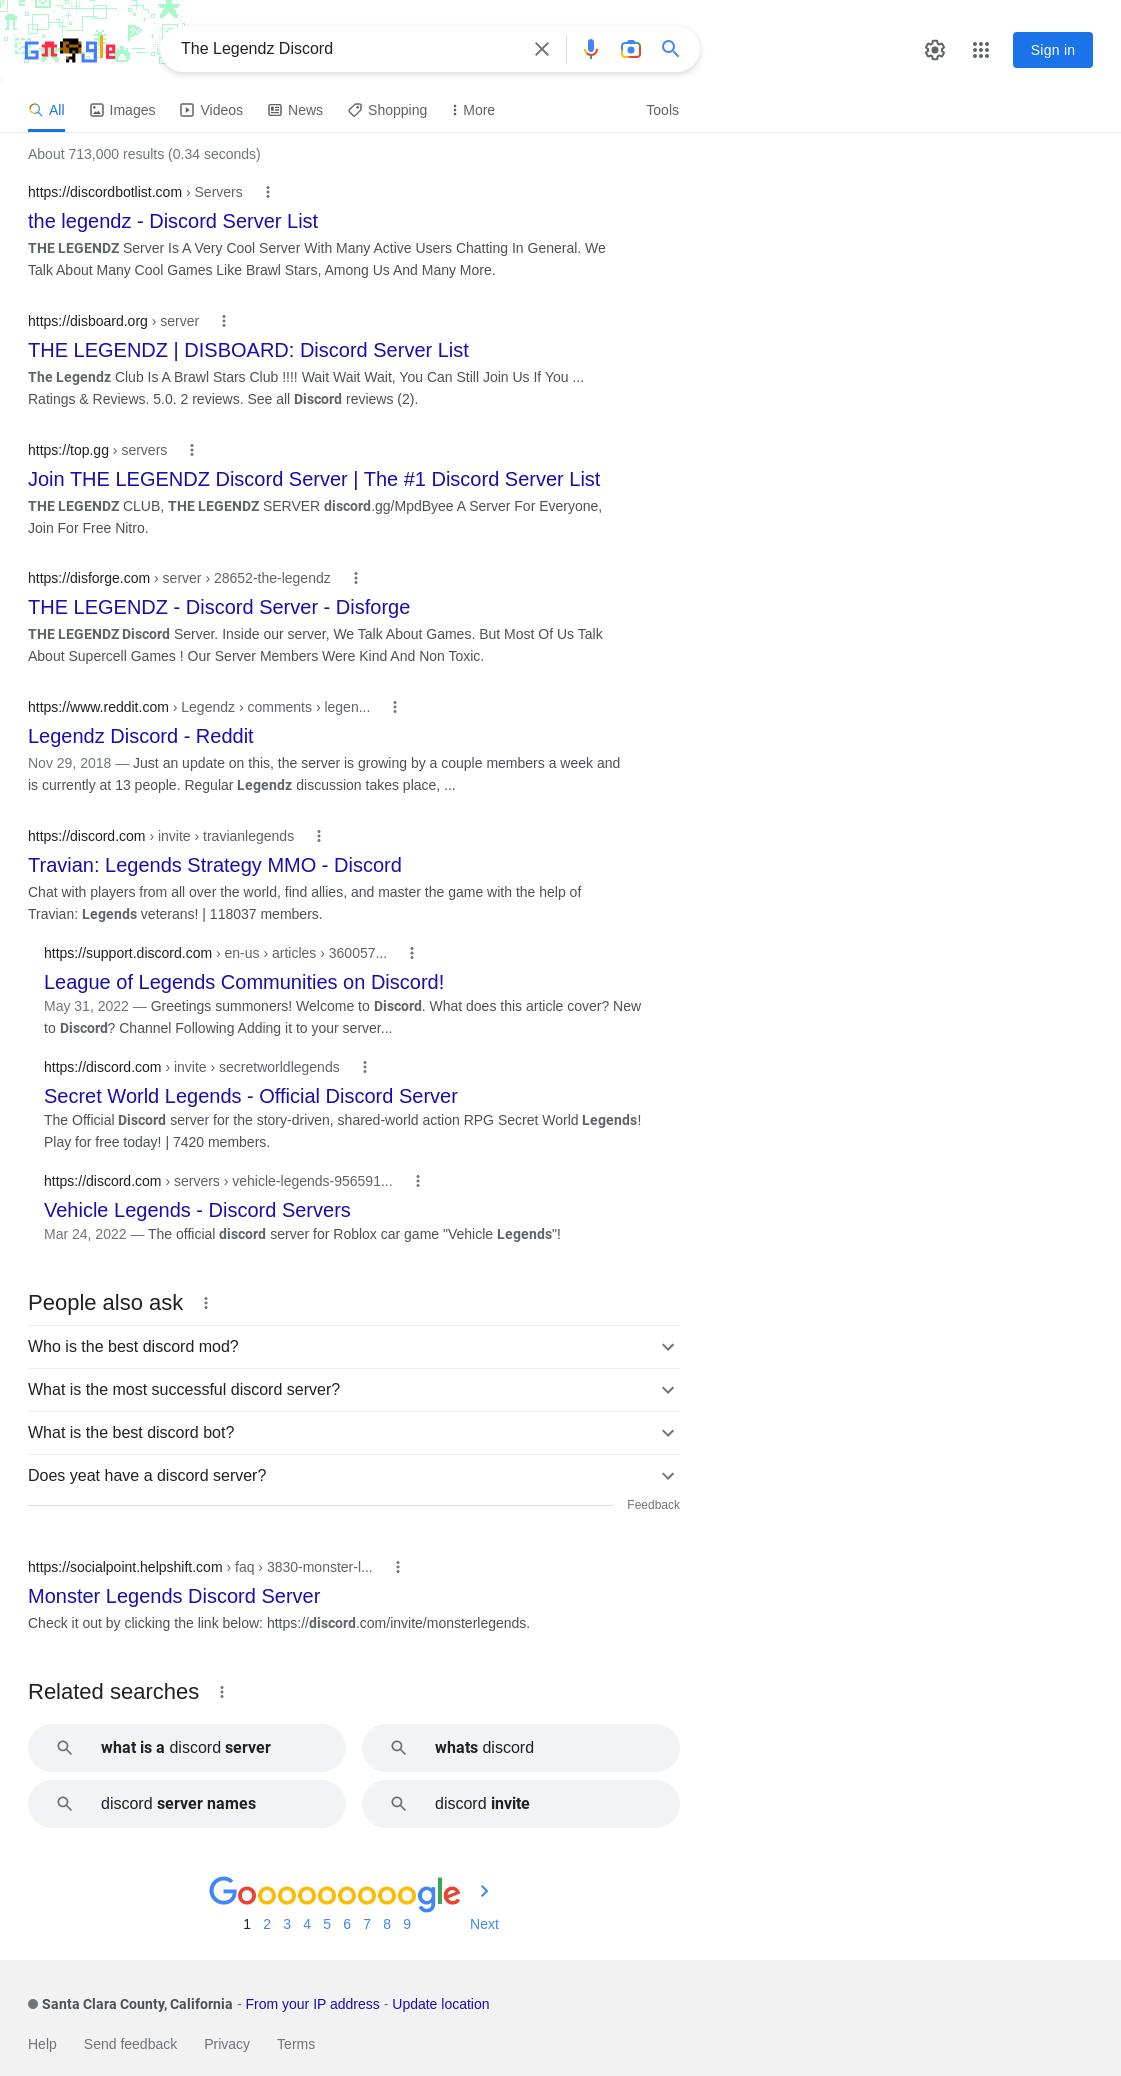 Google
The Legendz Discord
Sign in
All
Images
Videos
News
Shopping
More
Tools
About 713,000 results (0.34 seconds)
https://discordbotlist.com › Servers
the legendz - Discord Server List
THE LEGENDZ Server Is A Very Cool Server With Many Active Users Chatting In General. We
Talk About Many Cool Games Like Brawl Stars, Among Us And Many More.
https://disboard.org › server
THE LEGENDZ | DISBOARD: Discord Server List
The Legendz Club Is A Brawl Stars Club !!!! Wait Wait Wait, You Can Still Join Us If You ...
Ratings & Reviews. 5.0. 2 reviews. See all Discord reviews (2).
https://top.gg › servers
Join THE LEGENDZ Discord Server | The #1 Discord Server List
THE LEGENDZ CLUB, THE LEGENDZ SERVER discord.gg/MpdByee A Server For Everyone,
Join For Free Nitro.
https://disforge.com › server › 28652-the-legendz
THE LEGENDZ - Discord Server - Disforge
THE LEGENDZ Discord Server. Inside our server, We Talk About Games. But Most Of Us Talk
About Supercell Games ! Our Server Members Were Kind And Non Toxic.
https://www.reddit.com › Legendz › comments › legen...
Legendz Discord - Reddit
Nov 29, 2018 — Just an update on this, the server is growing by a couple members a week and
is currently at 13 people. Regular Legendz discussion takes place, ...
https://discord.com › invite › travianlegends
Travian: Legends Strategy MMO - Discord
Chat with players from all over the world, find allies, and master the game with the help of
Travian: Legends veterans! | 118037 members.
https://support.discord.com › en-us › articles › 360057...
League of Legends Communities on Discord!
May 31, 2022 — Greetings summoners! Welcome to Discord. What does this article cover? New
to Discord? Channel Following Adding it to your server...
https://discord.com › invite › secretworldlegends
Secret World Legends - Official Discord Server
The Official Discord server for the story-driven, shared-world action RPG Secret World Legends!
Play for free today! | 7420 members.
https://discord.com › servers › vehicle-legends-956591...
Vehicle Legends - Discord Servers
Mar 24, 2022 — The official discord server for Roblox car game "Vehicle Legends"!
People also ask
Who is the best discord mod?
What is the most successful discord server?
What is the best discord bot?
Does yeat have a discord server?
Feedback
https://socialpoint.helpshift.com › faq › 3830-monster-l...
Monster Legends Discord Server
Check it out by clicking the link below: https://discord.com/invite/monsterlegends.
Related searches
what is a discord server
whats discord
discord server names
discord invite
Gooooooooogle
1 2 3 4 5 6 7 8 9 Next
Santa Clara County, California - From your IP address - Update location
Help Send feedback Privacy Terms